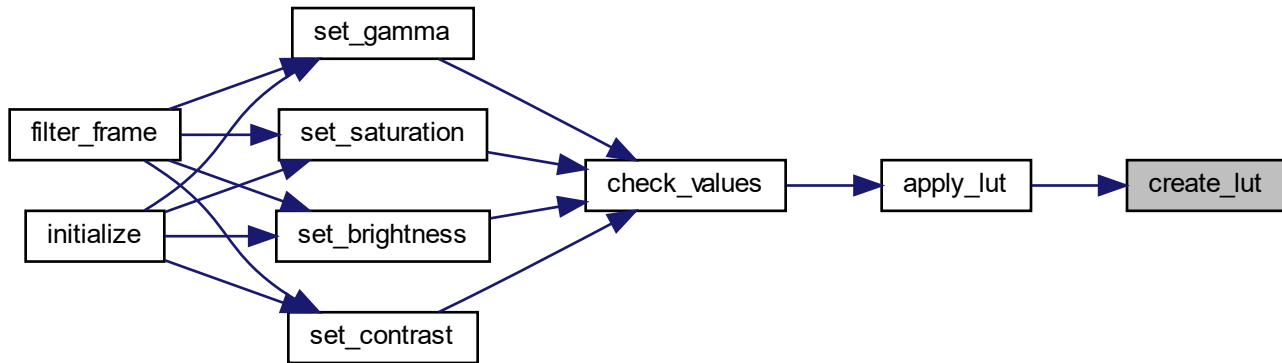 set_gamma
filter_frame
set_saturation
check_values
apply_lut
create_lut
initialize
set_brightness
set_contrast